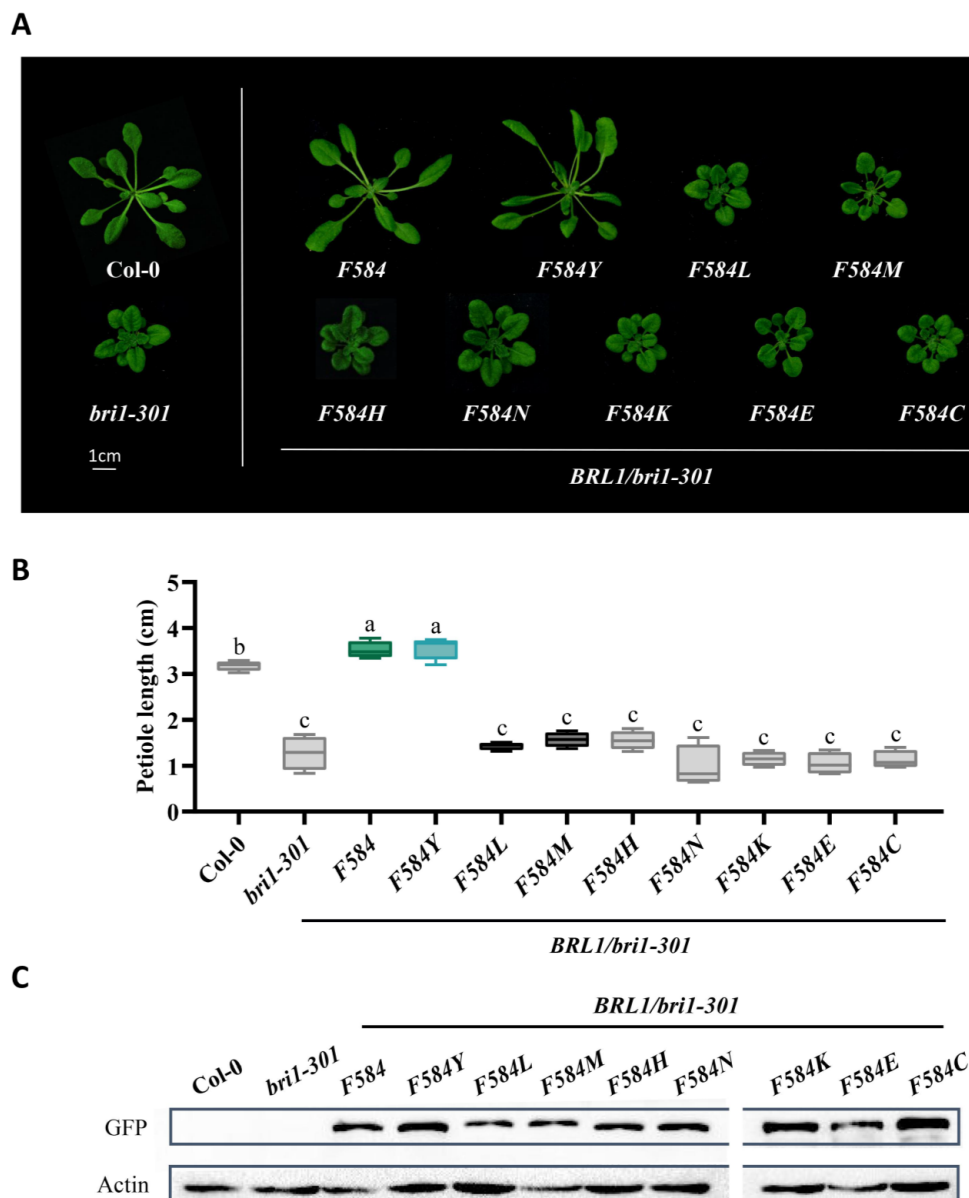 A
Col-0
F584 F584Y F584L F584M
bri1-301
F584H F584N F584K F584E F584C
1cm
BRL1/bri1-301
B
Petiole length (cm)
5
4
3
2
1
0
b c a a c c c c c c c
Col-0 bri1-301 F584 F584Y F584L F584M F584H F584N F584K F584E F584C
BRL1/bri1-301
C
BRL1/bri1-301
Col-0 bri1-301 F584 F584Y F584L F584M F584H F584N F584K F584E F584C
GFP
Actin